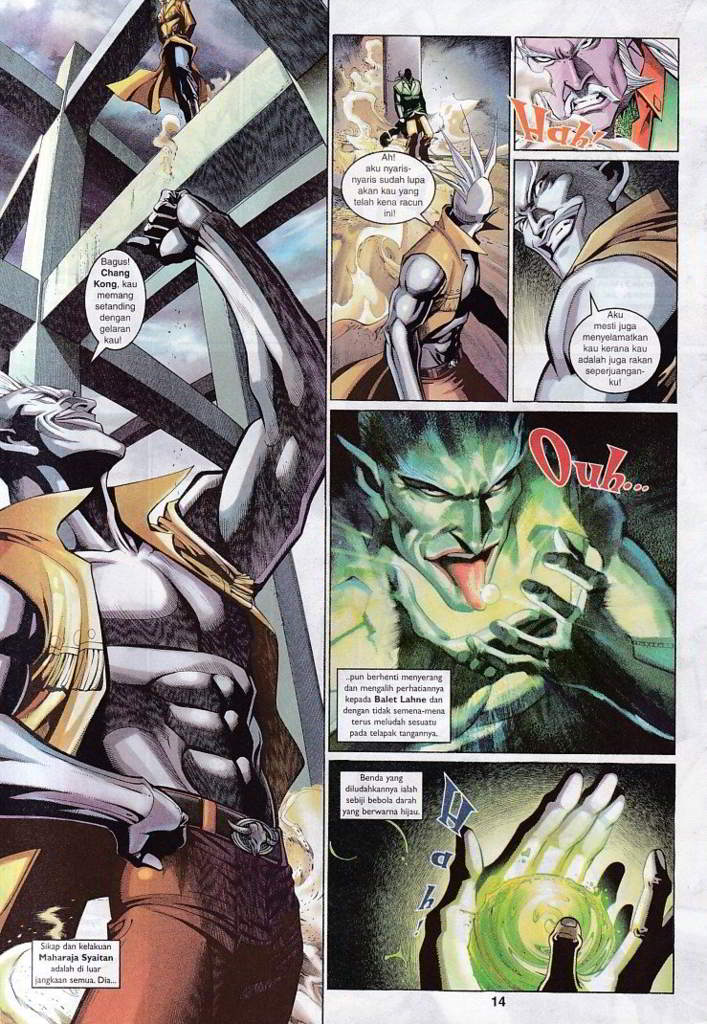 Bagus!
Chang
Kong, kau
memang
setanding
dengan
gelaran
kau!
Sikap dan kelakuan
Maharaja Syaitan
adalah di luar
jangkaan semua. Dia...
Ah!
aku nyaris-
nyaris sudah lupa
akan kau yang
telah kena racun
ini!
Hah!
Aku
mesti juga
menyelamatkan
kau kerana kau
adalah juga rakan
seperjuangan-
ku!
Ouh...
..pun berhenti menyerang
dan mengalih perhatiannya
kepada Balet Lahne dan
dengan tidak semena-mena
terus meludah sesuatu
pada telapak tangannya.
Benda yang
diludahkannya ialah
sebiji bebola darah
yang berwarna hijau.
Hah!
14